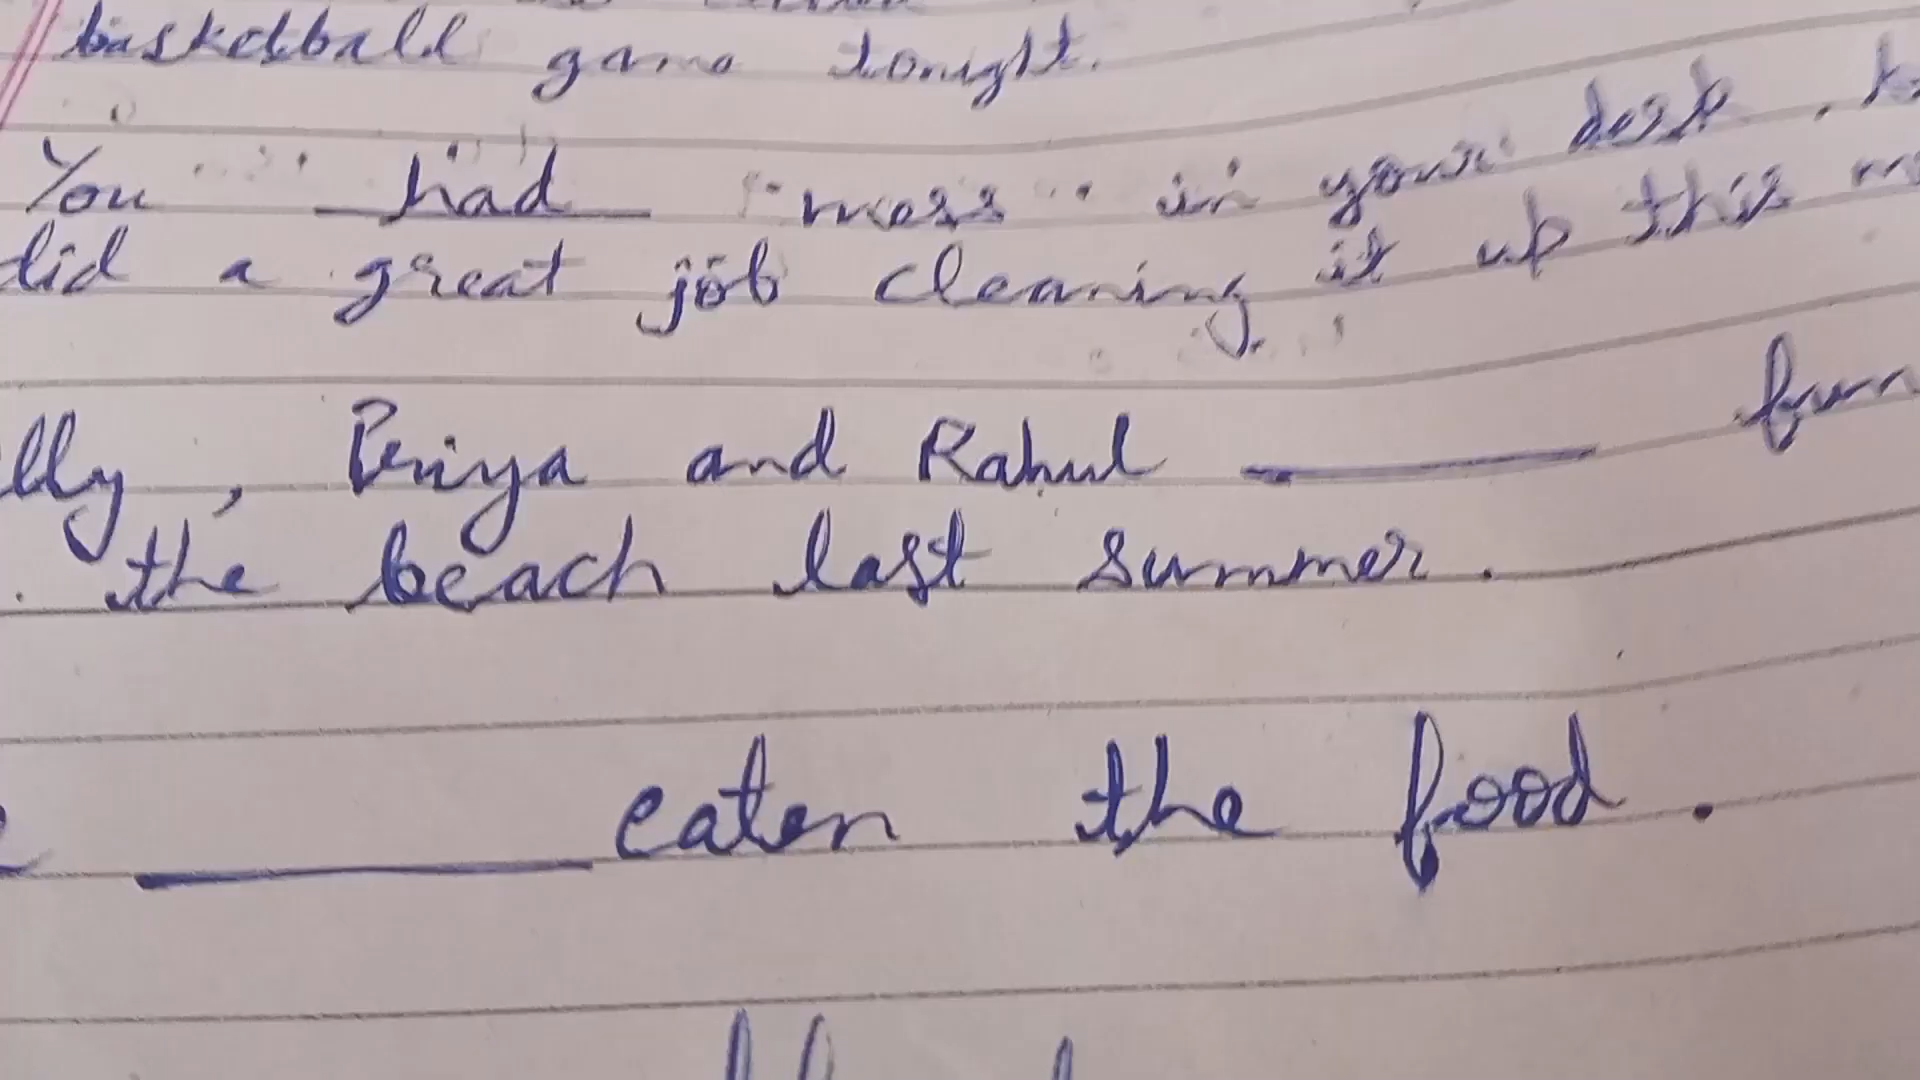 basketball game tonight.
You had mess in your desk.
did a great job cleaning it up this
Priya and Rahul ______ fun
the beach last summer.
______ eaten the food.